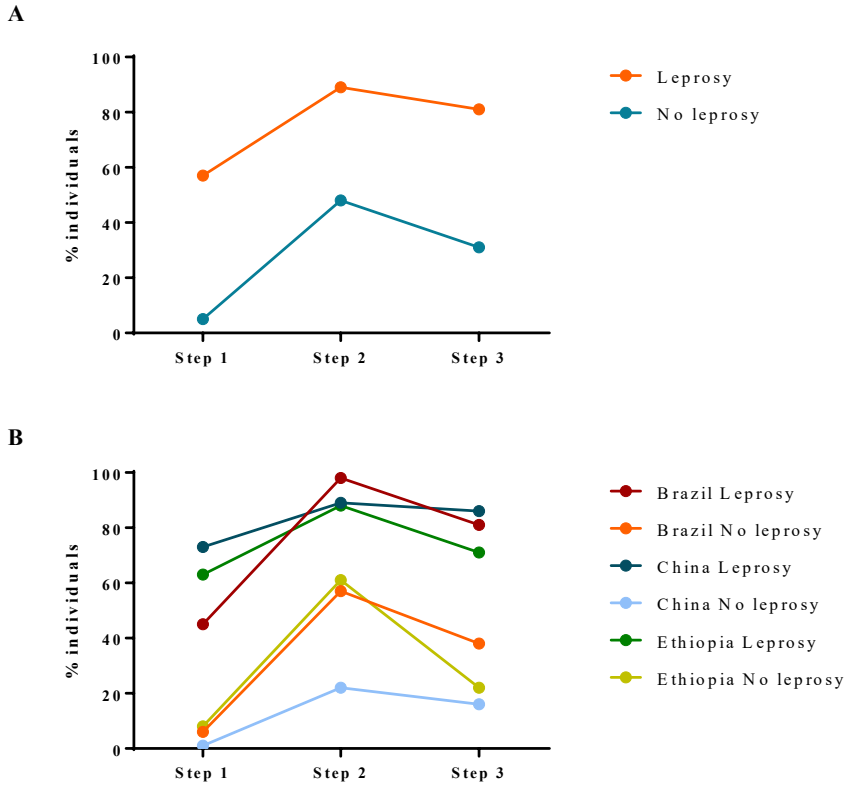 A
% individuals
100
80
60
40
20
0
Step 1 Step 2 Step 3
Leprosy
No leprosy
B
% individuals
100
80
60
40
20
0
Step 1 Step 2 Step 3
Brazil Leprosy
Brazil No leprosy
China Leprosy
China No leprosy
Ethiopia Leprosy
Ethiopia No leprosy